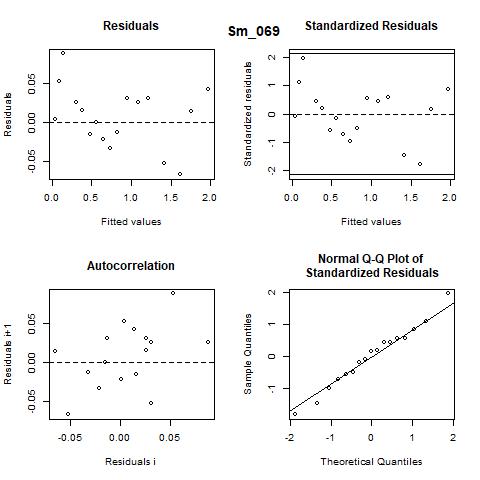 Sm_069
Residuals
Residuals
0.05
0.00
-0.05
0.0
0.5
1.0
1.5
2.0
Fitted values
Standardized Residuals
Standardized residuals
2
1
0
-1
-2
0.0
0.5
1.0
1.5
2.0
Fitted values
Autocorrelation
Residuals i+1
0.05
0.00
-0.05
-0.05
0.00
0.05
Residuals i
Normal Q-Q Plot of
Standardized Residuals
Sample Quantiles
2
1
0
-1
-2
-1
0
1
2
Theoretical Quantiles